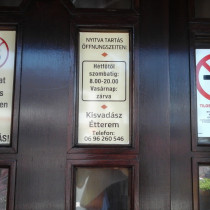 NYITVA TARTÁS
ÖFFNUNGSZEITEN:
Hétfőtől
szombatig:
8.00-20.00
Vasárnap:
zárva
Kisvadász
Étterem
Telefon:
06 96 260 546